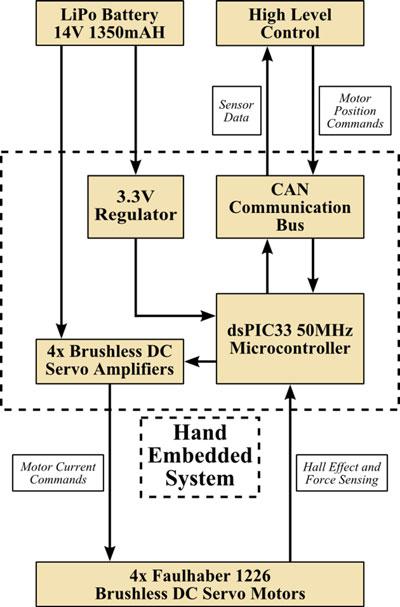 LiPo Battery
14V 1350mAH
High Level
Control
Sensor
Data
Motor
Position
Commands
3.3V
Regulator
CAN
Communication
Bus
dsPIC33 50MHz
Microcontroller
4x Brushless DC
Servo Amplifiers
Hand
Embedded
System
Motor Current
Commands
Hall Effect and
Force Sensing
4x Faulhaber 1226
Brushless DC Servo Motors